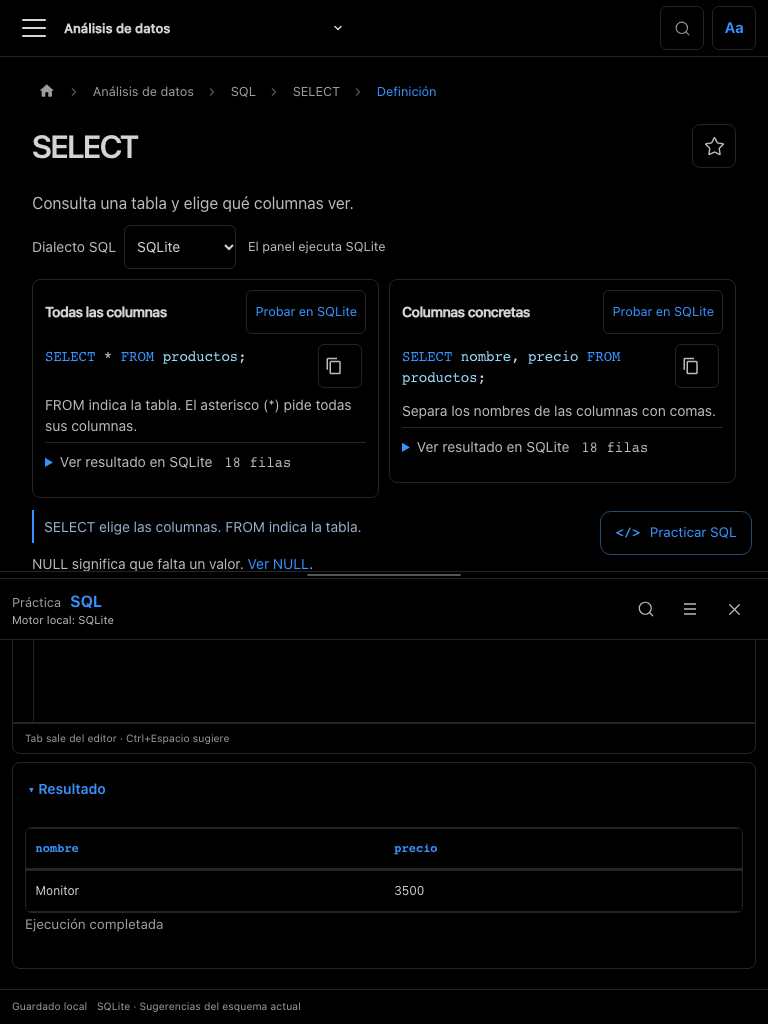 Análisis de datos
Aa
Análisis de datos > SQL > SELECT > Definición
SELECT
Consulta una tabla y elige qué columnas ver.
Dialecto SQL SQLite El panel ejecuta SQLite
Todas las columnas
Probar en SQLite
SELECT * FROM productos;
FROM indica la tabla. El asterisco (*) pide todas
sus columnas.
Ver resultado en SQLite 18 filas
Columnas concretas
Probar en SQLite
SELECT nombre, precio FROM
productos;
Separa los nombres de las columnas con comas.
Ver resultado en SQLite 18 filas
SELECT elige las columnas. FROM indica la tabla.
</> Practicar SQL
NULL significa que falta un valor. Ver NULL.
Práctica SQL
Motor local: SQLite
Tab sale del editor · Ctrl+Espacio sugiere
Resultado
nombre precio
Monitor 3500
Ejecución completada
Guardado local SQLite · Sugerencias del esquema actual